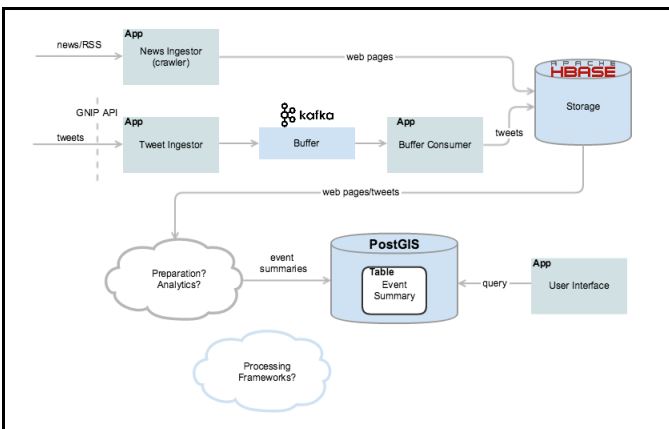 news/RSS
App
News Ingestor
(crawler)
web pages
APACHE
HBASE
Storage
GNIP API
tweets
App
Tweet Ingestor
kafka
Buffer
App
Buffer Consumer
tweets
web pages/tweets
Preparation?
Analytics?
event
summaries
PostGIS
Table
Event
Summary
query
App
User Interface
Processing
Frameworks?